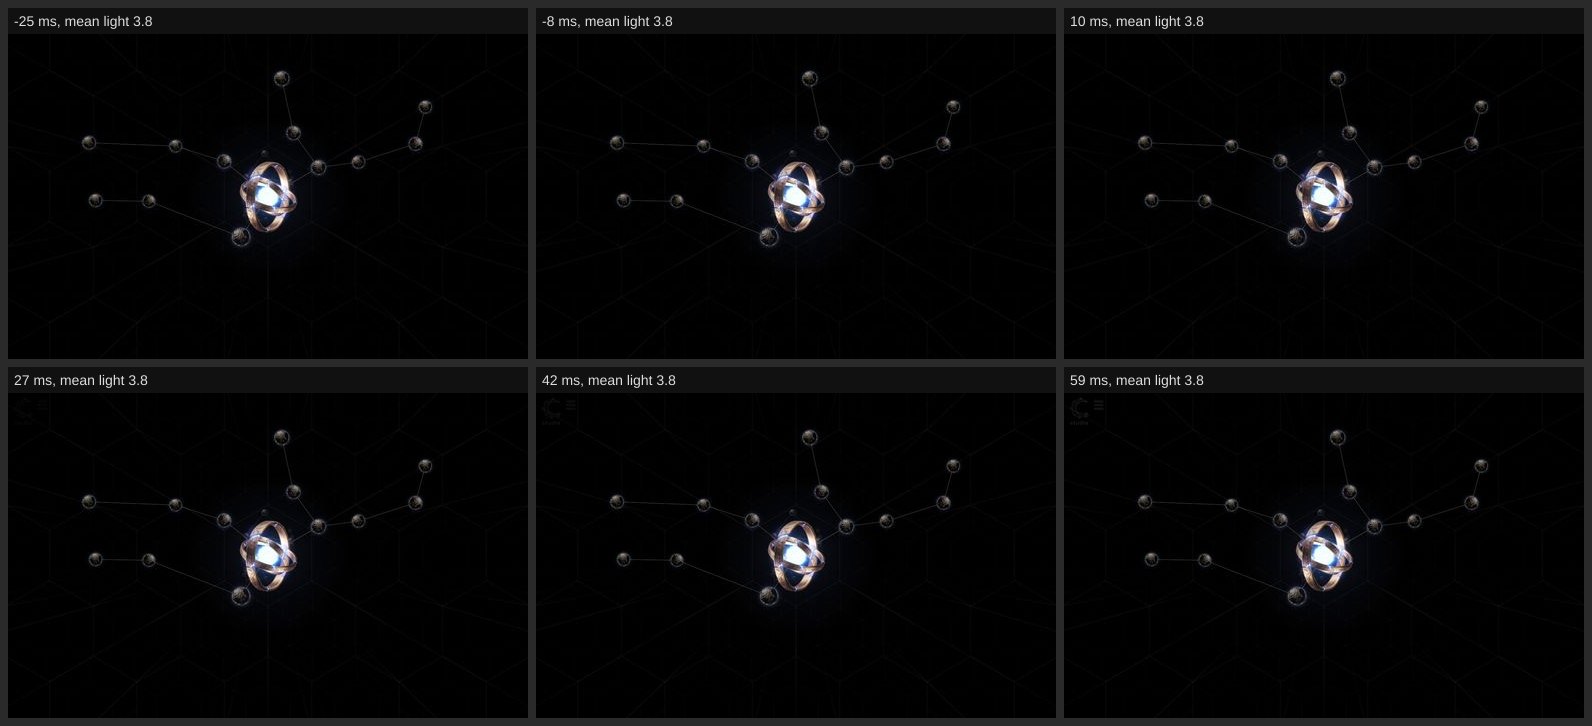 -25 ms, mean light 3.8
-8 ms, mean light 3.8
10 ms, mean light 3.8
27 ms, mean light 3.8
42 ms, mean light 3.8
59 ms, mean light 3.8